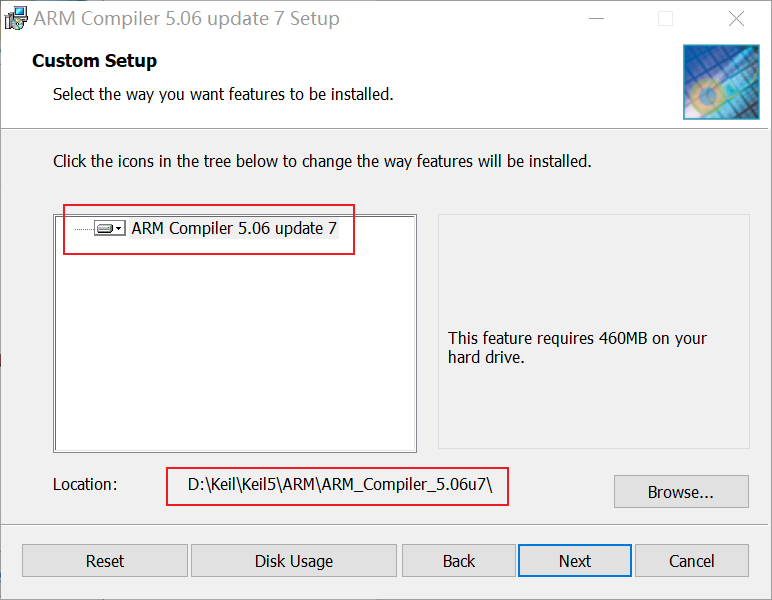 ARM Compiler 5.06 update 7 Setup
Custom Setup
Select the way you want features to be installed.
Click the icons in the tree below to change the way features will be installed.
ARM Compiler 5.06 update 7
This feature requires 460MB on your
hard drive.
Location:
D:\Keil\Keil5\ARM\ARM_Compiler_5.06u7\
Browse...
Reset
Disk Usage
Back
Next
Cancel